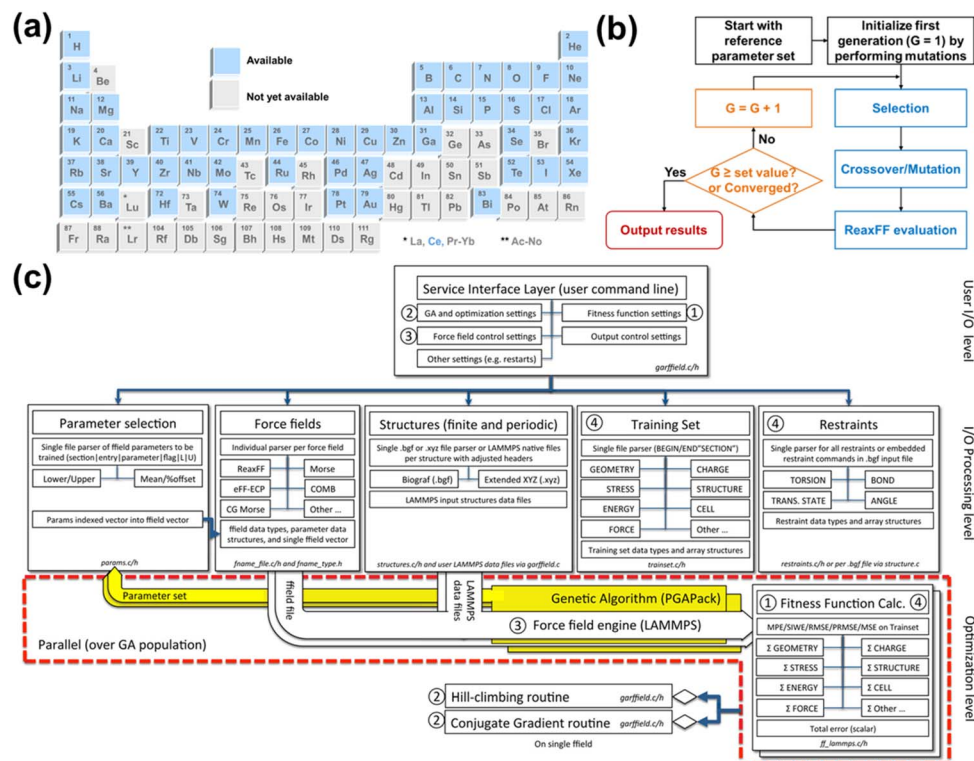 (a)
1 2
H He
Available
Not yet available
3 4 5 6 7 8 9 10
Li Be B C N O F Ne
11 12 13 14 15 16 17 18
Na Mg Al Si P S Cl Ar
19 20 21 22 23 24 25 26 27 28 29 30 31 32 33 34 35 36
K Ca Sc Ti V Cr Mn Fe Co Ni Cu Zn Ga Ge As Se Br Kr
37 38 39 40 41 42 43 44 45 46 47 48 49 50 51 52 53 54
Rb Sr Y Zr Nb Mo Tc Ru Rh Pd Ag Cd In Sn Sb Te I Xe
55 56 * 72 73 74 75 76 77 78 79 80 81 82 83 84 85 86
Cs Ba Lu Hf Ta W Re Os Ir Pt Au Hg Tl Pb Bi Po At Rn
87 88 ** 104 105 106 107 108 109 110 111
Fr Ra Lr Rf Db Sg Bh Hs Mt Ds Rg
* La, Ce, Pr-Yb ** Ac-No
(b)
Start with
reference
parameter set
Initialize first
generation (G = 1) by
performing mutations
G = G + 1
Selection
No
Crossover/Mutation
Yes
G ≥ set value?
or Converged?
Output results
ReaxFF evaluation
(c)
Service Interface Layer (user command line)
② GA and optimization settings
Fitness function settings ①
③ Force field control settings
Output control settings
Other settings (e.g. restarts)
garffield.c/h
User I/O level
Parameter selection
Single file parser of ffield parameters to be
trained (section|entry|parameter|flag|L|U)
Lower/Upper
Mean/%offset
Params indexed vector into ffield vector
params.c/h
Force fields
Individual parser per force field
ReaxFF
Morse
eFF-ECP
COMB
CG Morse
Other ...
ffield data types, parameter data
structures, and single ffield vector
fname_file.c/h and fname_type.h
Structures (finite and periodic)
Single .bgf or .xyz file parser or LAMMPS native files
per structure with adjusted headers
Biograf (.bgf)
Extended XYZ (.xyz)
LAMMPS input structures data files
structures.c/h and user LAMMPS data files via garffield.c
④ Training Set
Single file parser (BEGIN/END"SECTION")
GEOMETRY
CHARGE
STRESS
STRUCTURE
ENERGY
CELL
FORCE
Other ...
Training set data types and array structures
trainset.c/h
④ Restraints
Single parser for all restraints or embedded
restraint commands in .bgf input file
TORSION
BOND
TRANS. STATE
ANGLE
Restraint data types and array structures
restraints.c/h or per .bgf file via structure.c
I/O Processing level
Parameter set
ffield file
LAMMPS
data files
Genetic Algorithm (PGAPack)
③ Force field engine (LAMMPS)
Parallel (over GA population)
① Fitness Function Calc. ④
MPE/SIWE/RMSE/PRMSE/MSE on Trainset
Σ GEOMETRY
Σ CHARGE
Σ STRESS
Σ STRUCTURE
Σ ENERGY
Σ CELL
Σ FORCE
Σ Other ...
Total error (scalar)
ff_lammps.c/h
Optimization level
② Hill-climbing routine garffield.c/h
② Conjugate Gradient routine garffield.c/h
On single ffield